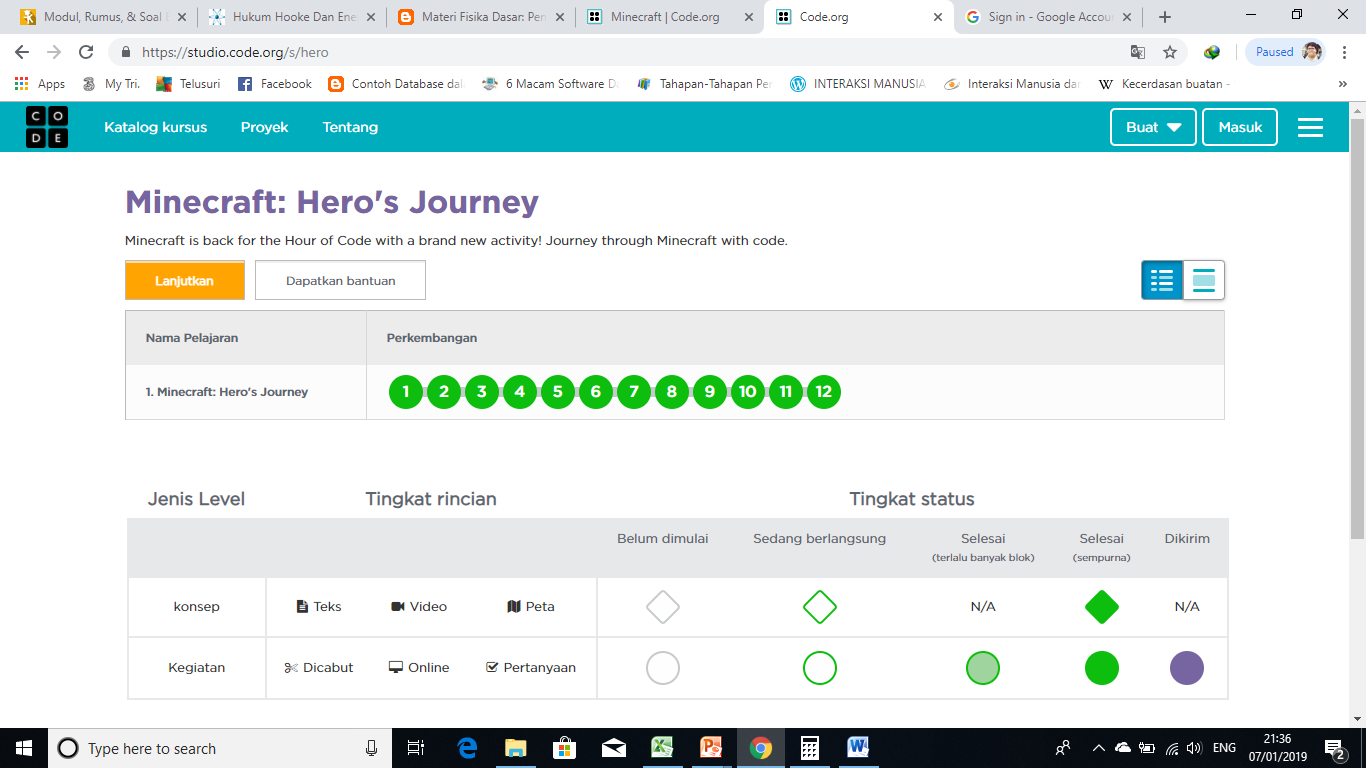 Modul, Rumus, & Soal
Hukum Hooke Dan Ene
Materi Fisika Dasar: Per
Minecraft | Code.org
Code.org
Sign in - Google Accou
https://studio.code.org/s/hero
Paused
Apps
My Tri.
Telusuri
Facebook
Contoh Database dal
6 Macam Software D
Tahapan-Tahapan Per
INTERAKSI MANUSIA
Interaksi Manusia dar
Kecerdasan buatan -
»
C O
D E
Katalog kursus
Proyek
Tentang
Buat
Masuk
Minecraft: Hero's Journey
Minecraft is back for the Hour of Code with a brand new activity! Journey through Minecraft with code.
Lanjutkan
Dapatkan bantuan
Nama Pelajaran
Perkembangan
1. Minecraft: Hero's Journey
1 2 3 4 5 6 7 8 9 10 11 12
Jenis Level
Tingkat rincian
Tingkat status
Belum dimulai
Sedang berlangsung
Selesai
(terlalu banyak blok)
Selesai
(sempurna)
Dikirim
konsep
Teks
Video
Peta
N/A
N/A
Kegiatan
Dicabut
Online
Pertanyaan
Type here to search
ENG
21:36
07/01/2019
2